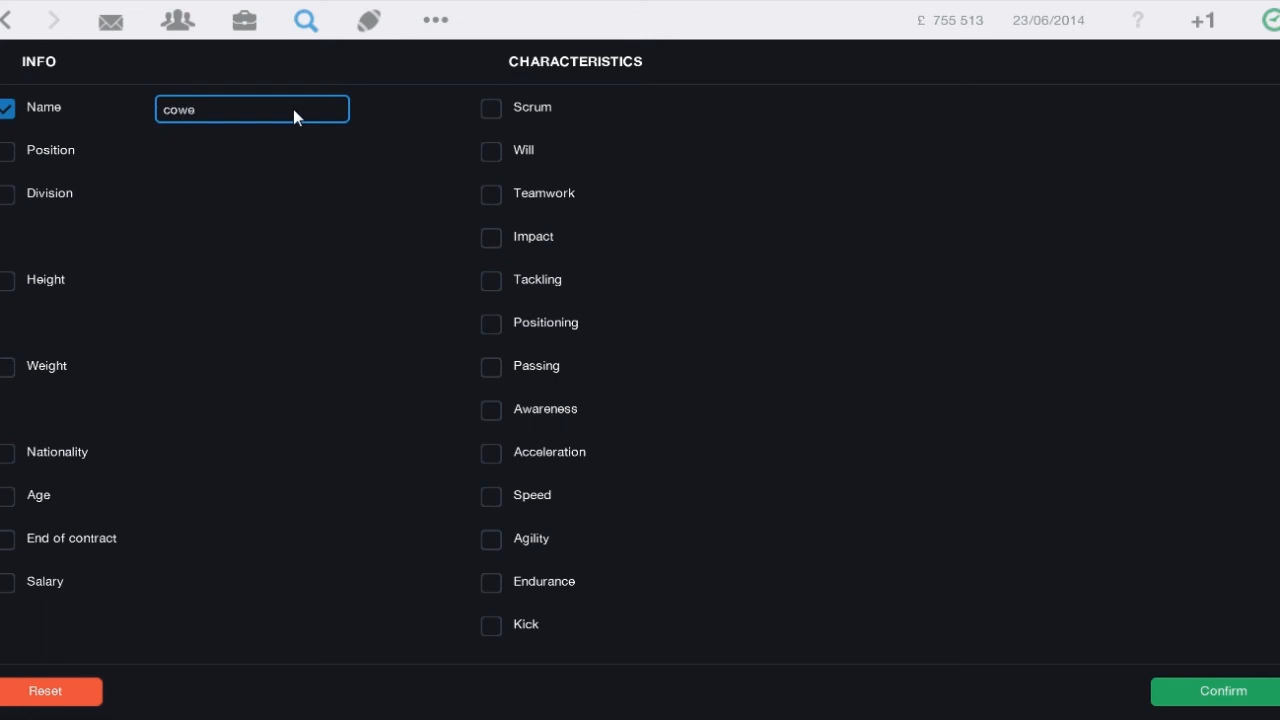 £ 755 513 23/06/2014 ? +1
INFO CHARACTERISTICS
Name cowe Scrum
Position Will
Division Teamwork
Impact
Height Tackling
Positioning
Weight Passing
Awareness
Nationality Acceleration
Age Speed
End of contract Agility
Salary Endurance
Kick
Reset Confirm